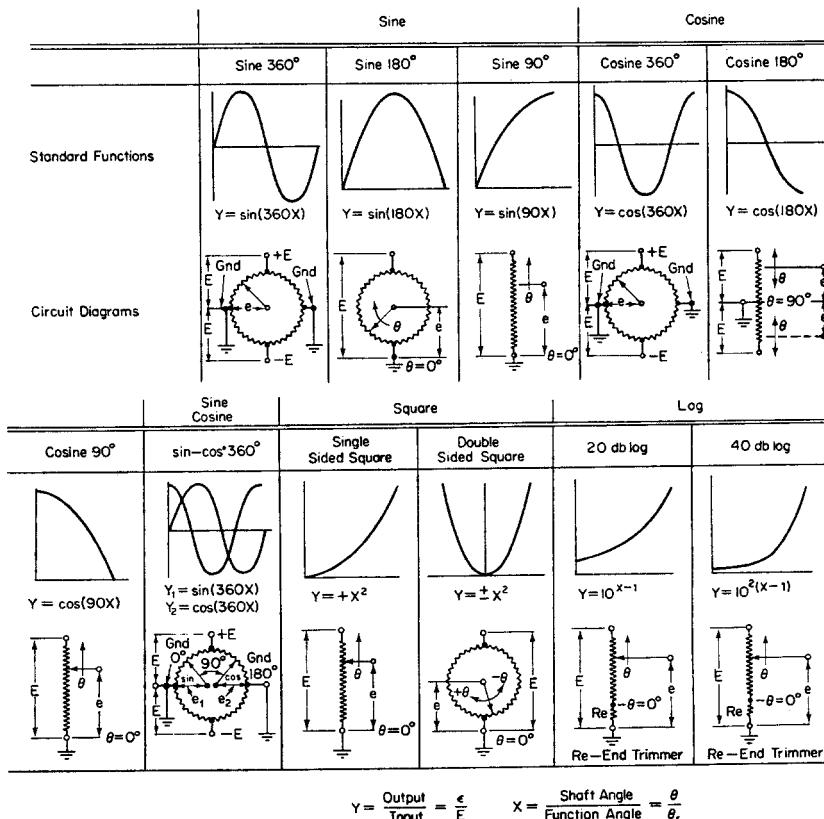 Sine Cosine
Sine 360° Sine 180° Sine 90° Cosine 360° Cosine 180°
Standard Functions
Y = sin(360X) Y = sin(180X) Y = sin(90X) Y = cos(360X) Y = cos(180X)
Circuit Diagrams
+E Gnd Gnd E e E −E
θ e E θ=0°
E θ e θ=0°
+E Gnd Gnd E e E −E
E θ θ=90° e E θ
Sine Cosine Square Log
Cosine 90° sin−cos 360° Single Sided Square Double Sided Square 20 db log 40 db log
Y = cos(90X) Y₁ = sin(360X) Y = +X² Y = ±X² Y = 10^(X−1) Y = 10^2(X−1)
Y₂ = cos(360X)
E θ e θ=0°
+E Gnd 0° 90° Gnd 180° E sin cos e₁ e₂ E −E
E θ e
−θ +θ E e θ=0°
E θ −θ=0° e Re
E θ −θ=0° e Re
Re−End Trimmer Re−End Trimmer
Y = Output/Input = ϵ/E X = Shaft Angle/Function Angle = θ/θᵣ